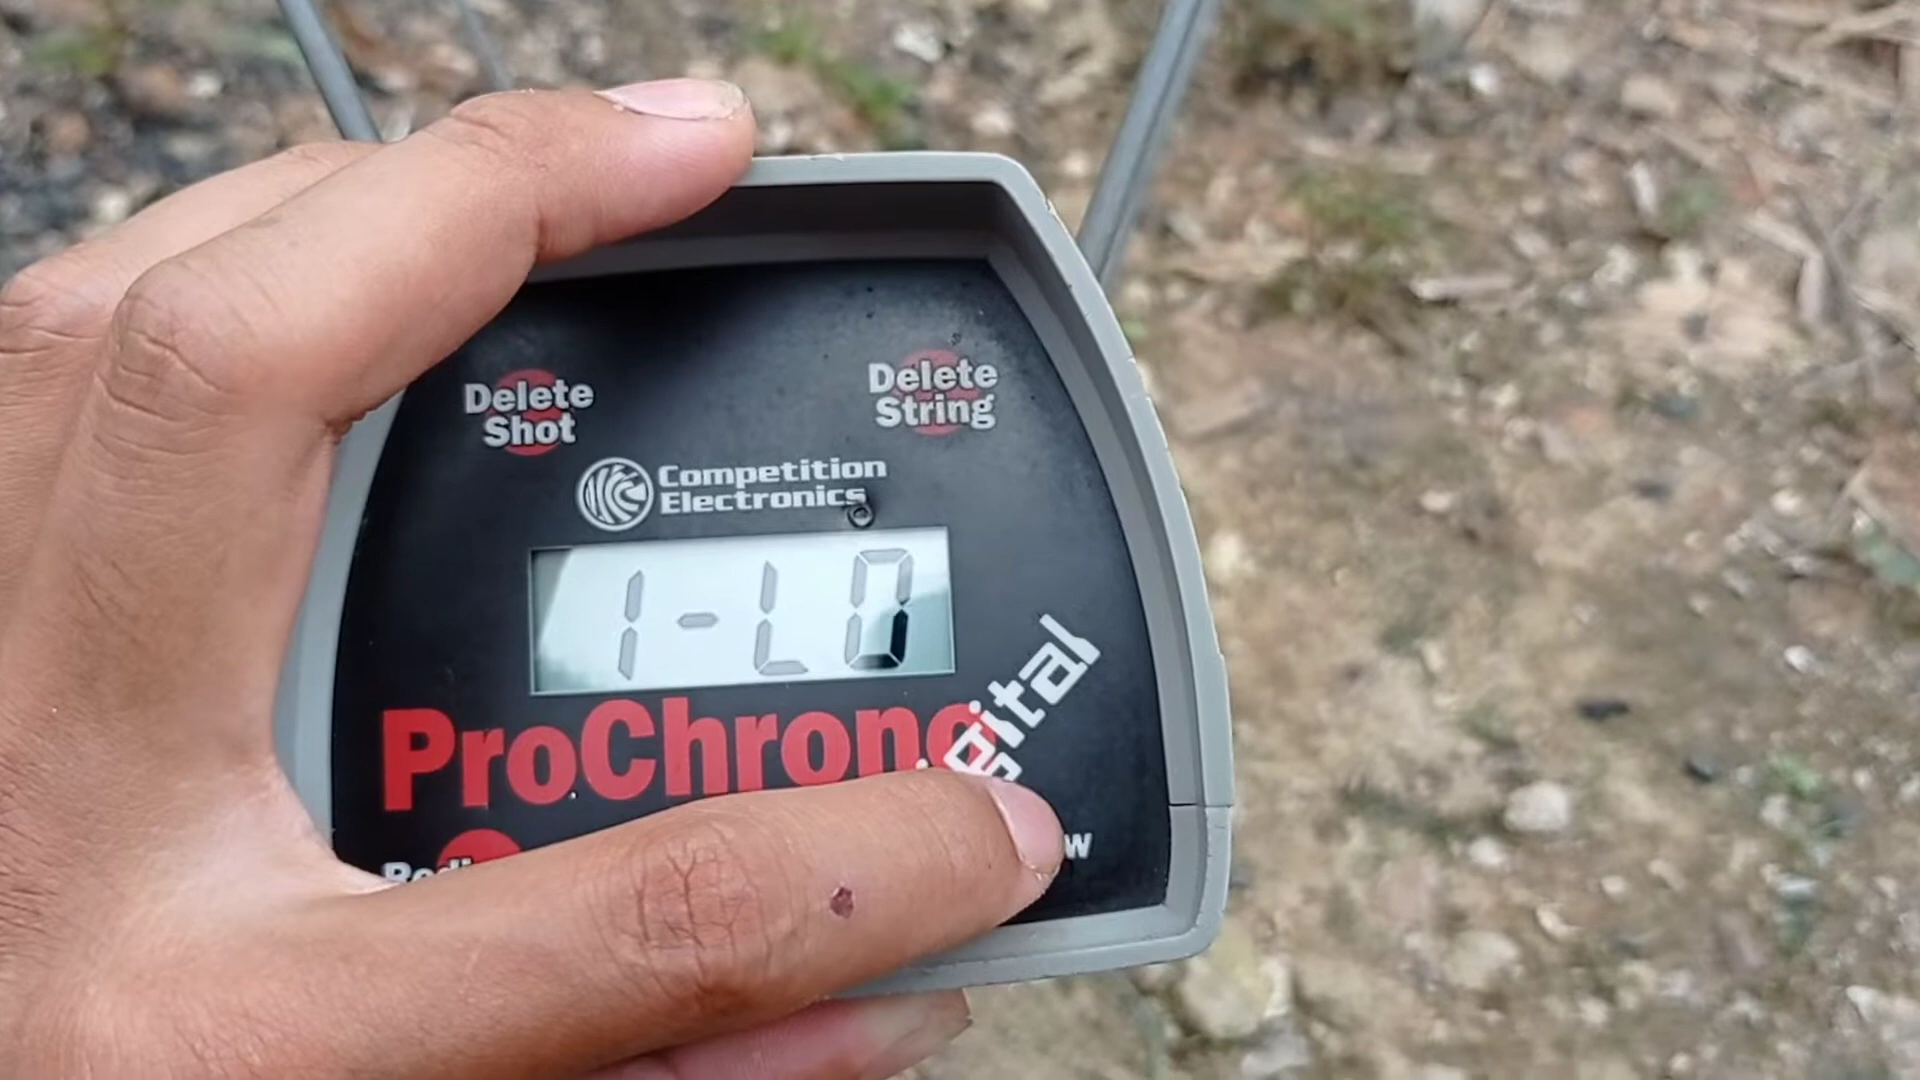 Delete
Shot
Delete
String
Competition
Electronics
1-LO
ProChrono